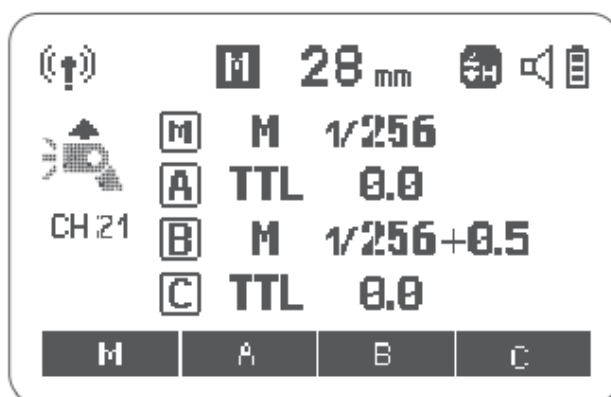 M 28 mm H
M M 1/256
A TTL 0.0
CH 21
B M 1/256+0.5
C TTL 0.0
M A B C